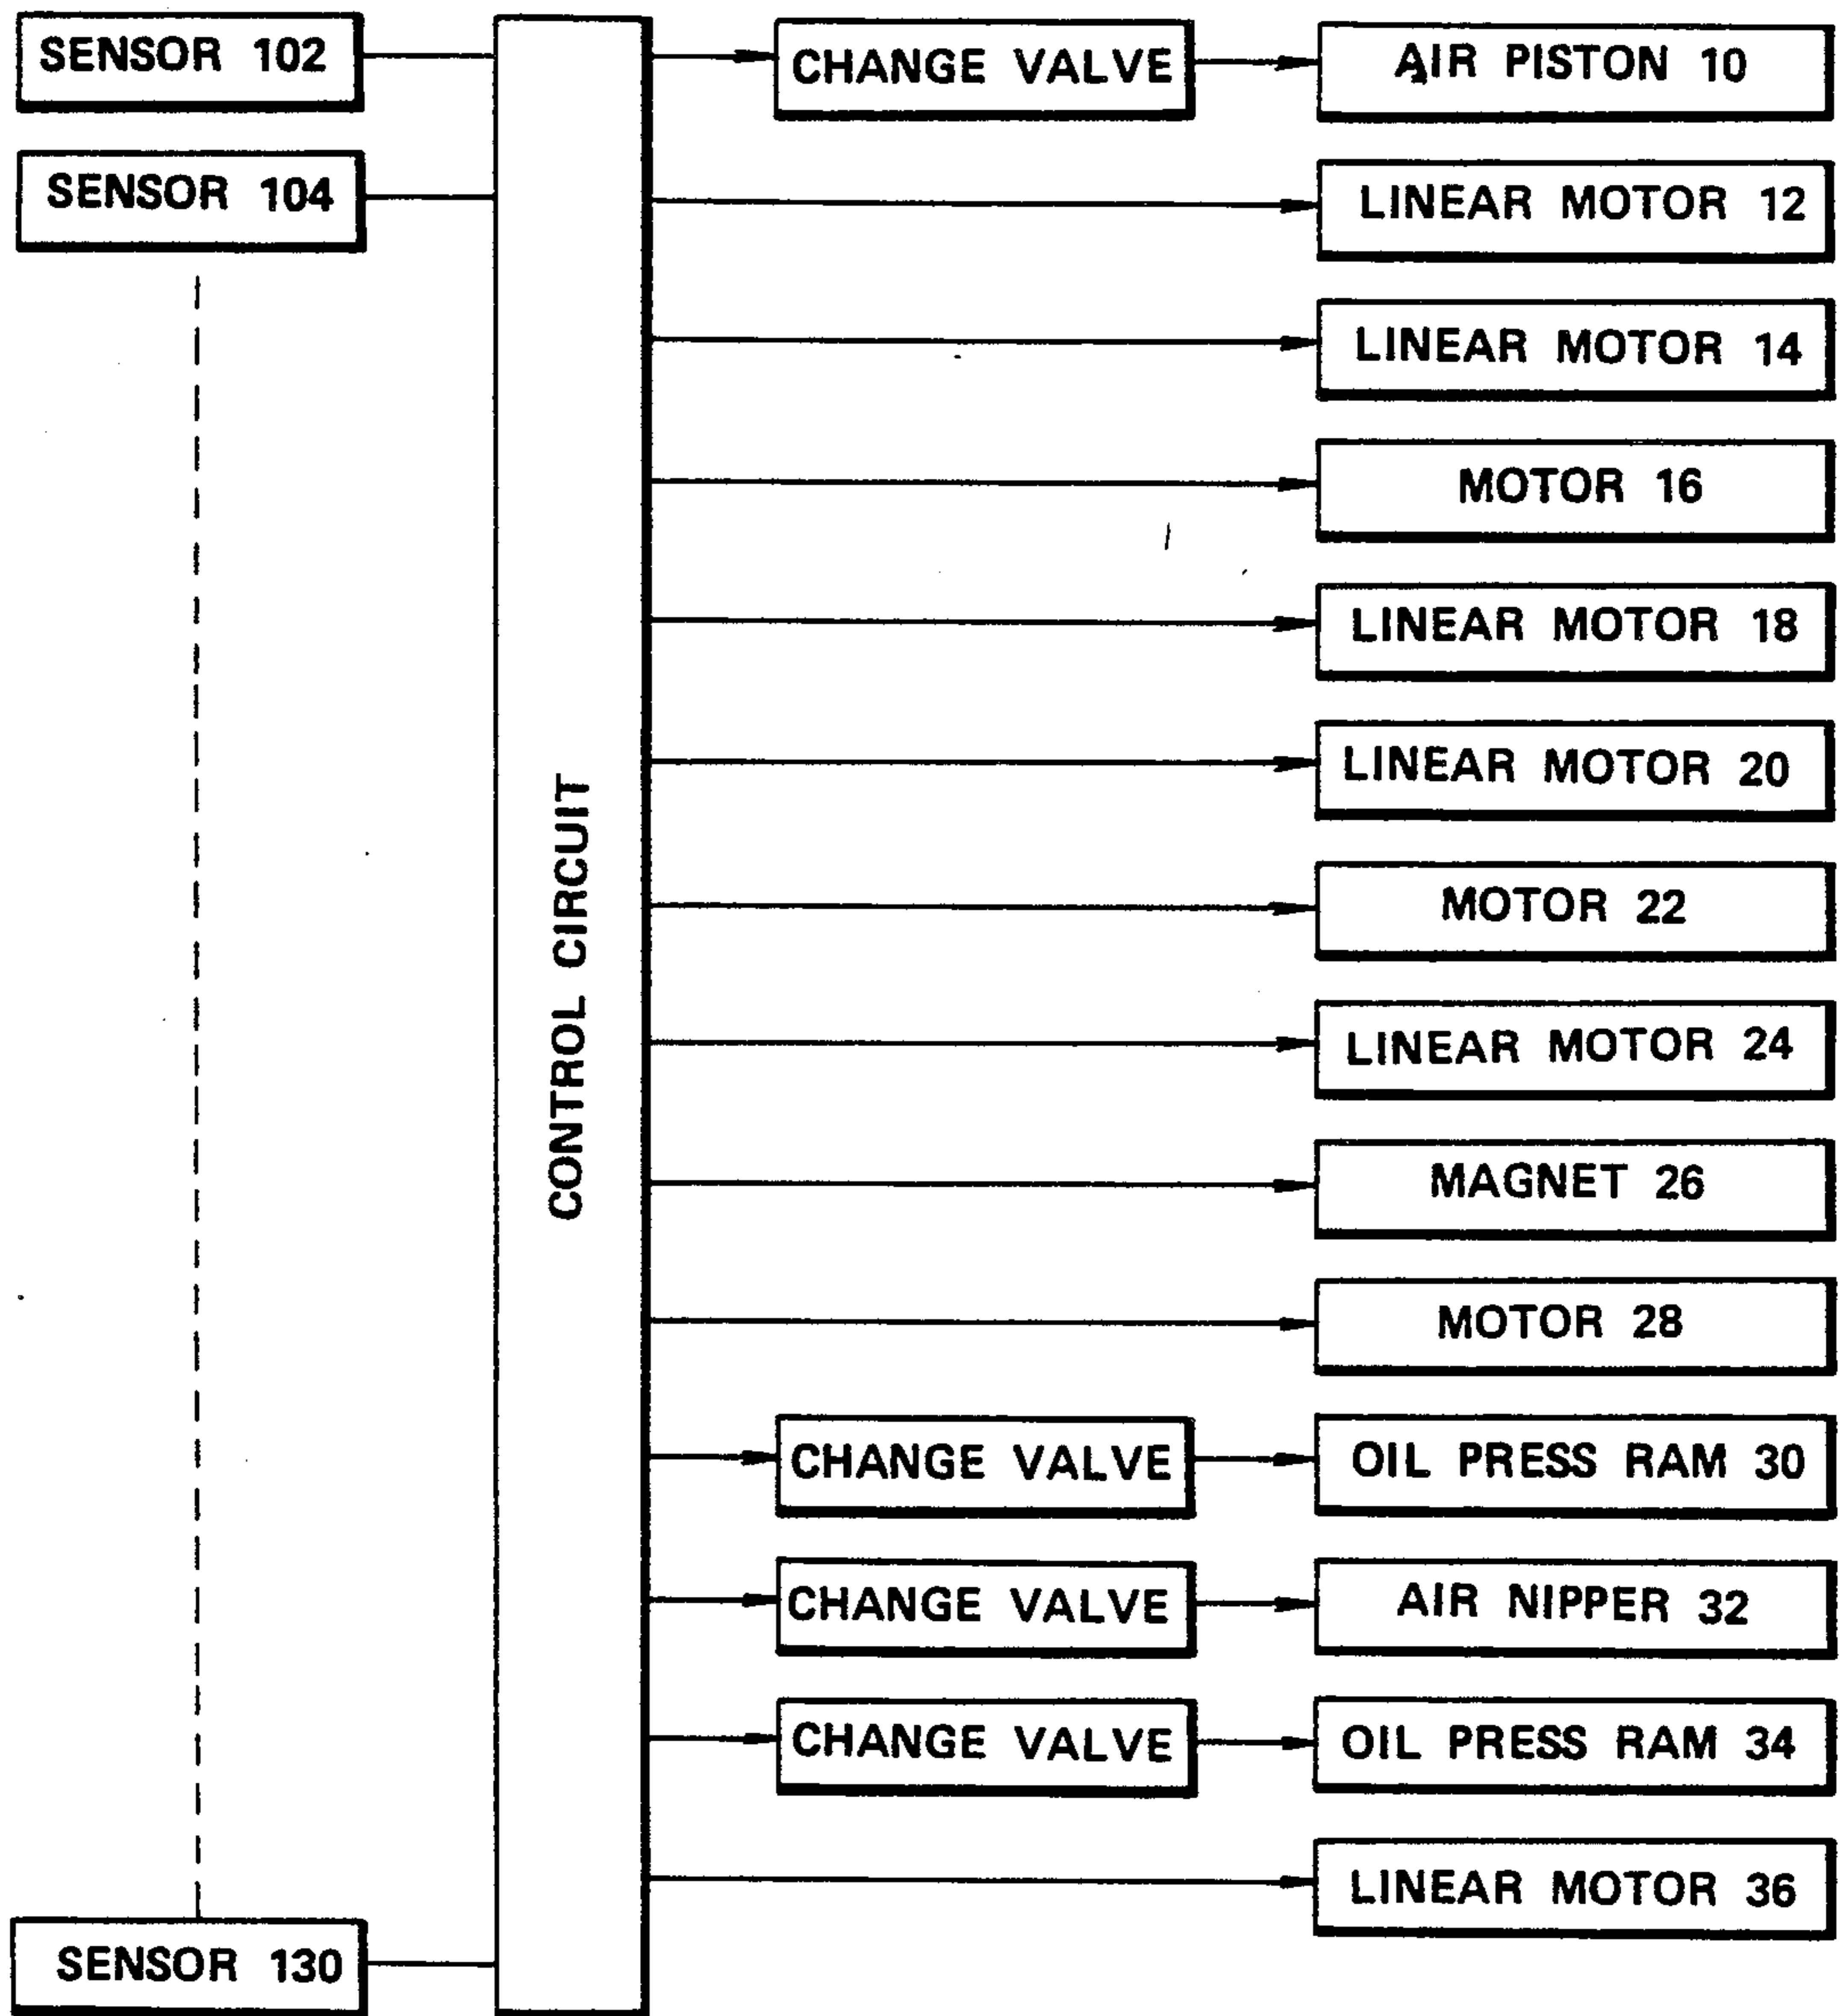 SENSOR 102
CHANGE VALVE
AIR PISTON 10
SENSOR 104
LINEAR MOTOR 12
LINEAR MOTOR 14
MOTOR 16
LINEAR MOTOR 18
LINEAR MOTOR 20
CONTROL CIRCUIT
MOTOR 22
LINEAR MOTOR 24
MAGNET 26
MOTOR 28
CHANGE VALVE
OIL PRESS RAM 30
CHANGE VALVE
AIR NIPPER 32
CHANGE VALVE
OIL PRESS RAM 34
LINEAR MOTOR 36
SENSOR 130